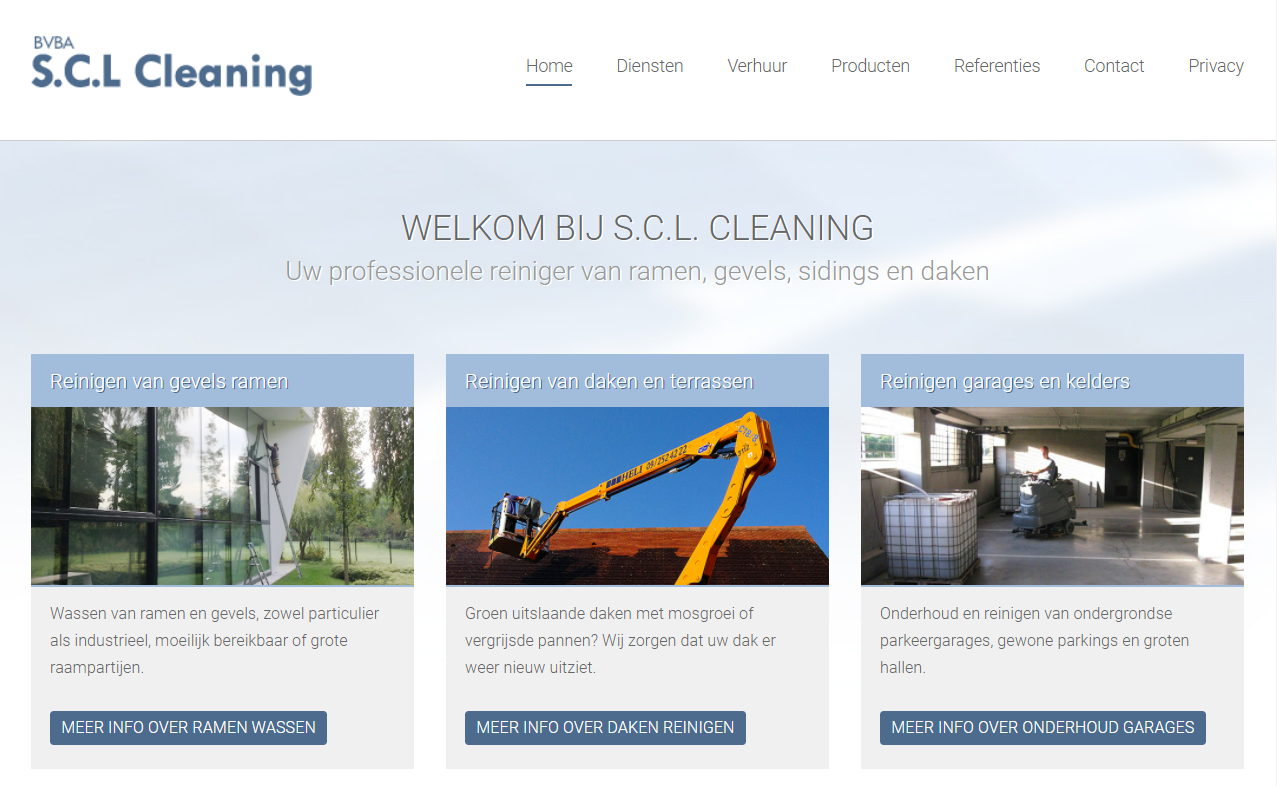 BVBA
S.C.L Cleaning
Home Diensten Verhuur Producten Referenties Contact Privacy
WELKOM BIJ S.C.L. CLEANING
Uw professionele reiniger van ramen, gevels, sidings en daken
Reinigen van gevels ramen
Wassen van ramen en gevels, zowel particulier
als industrieel, moeilijk bereikbaar of grote
raampartijen.
MEER INFO OVER RAMEN WASSEN
Reinigen van daken en terrassen
HELI 09/252 42 22
Groen uitslaande daken met mosgroei of
vergrijsde pannen? Wij zorgen dat uw dak er
weer nieuw uitziet.
MEER INFO OVER DAKEN REINIGEN
Reinigen garages en kelders
Onderhoud en reinigen van ondergrondse
parkeergarages, gewone parkings en groten
hallen.
MEER INFO OVER ONDERHOUD GARAGES